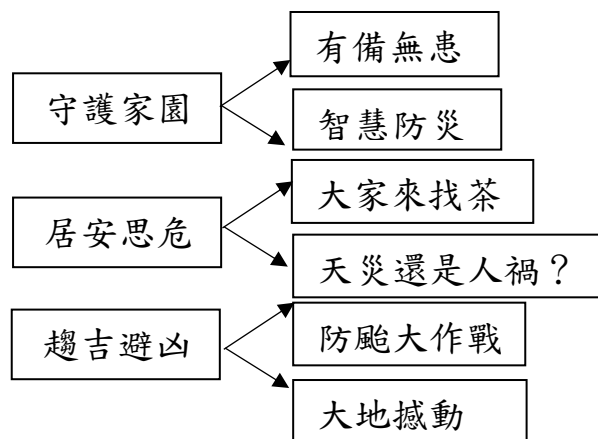 守護家園
有備無患
智慧防災
居安思危
大家來找茶
天災還是人禍?
趨吉避凶
防颱大作戰
大地撼動